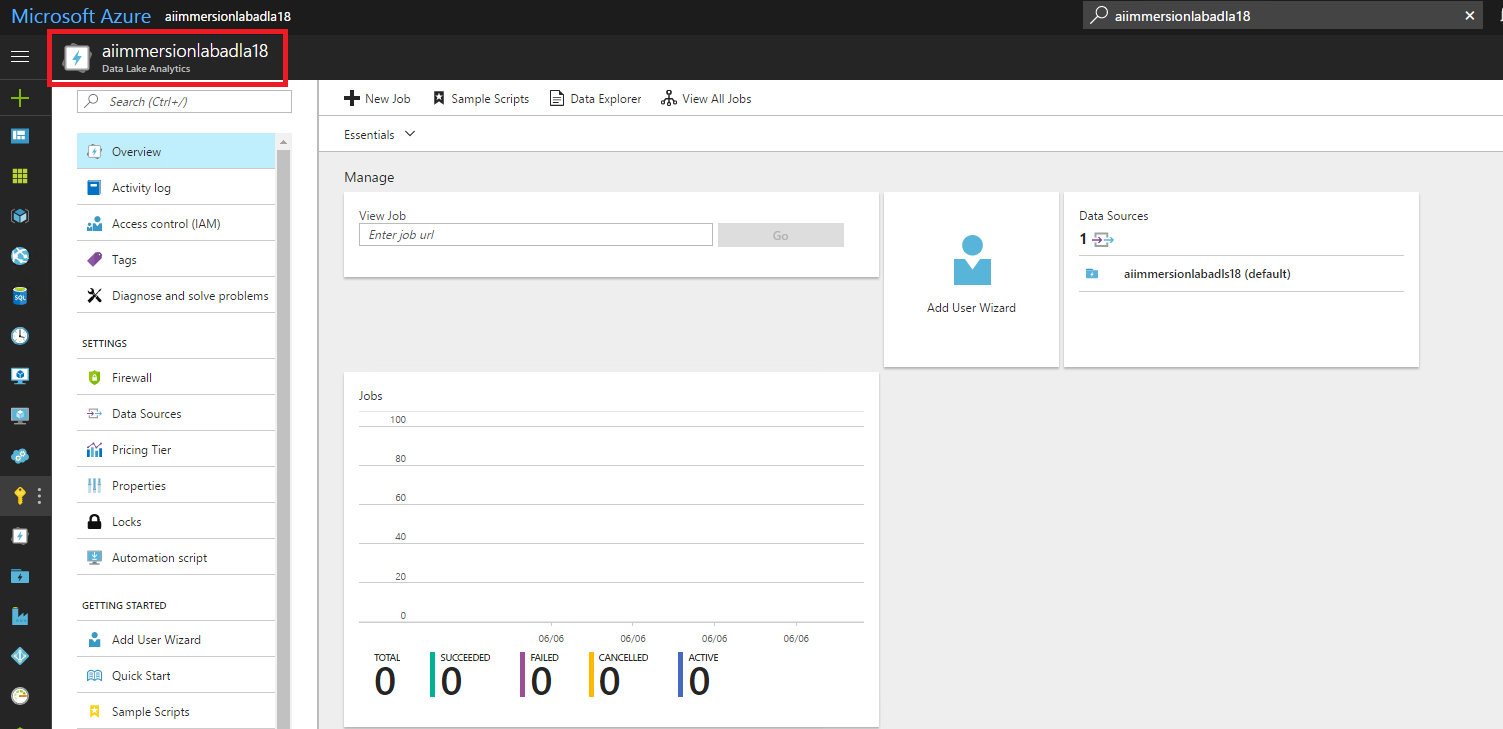 Microsoft Azure aiimmersionlabadla18
aiimmersionlabadla18
aiimmersionlabadla18
Data Lake Analytics
Search (Ctrl+/)
Overview
Activity log
Access control (IAM)
Tags
Diagnose and solve problems
SETTINGS
Firewall
Data Sources
Pricing Tier
Properties
Locks
Automation script
GETTING STARTED
Add User Wizard
Quick Start
Sample Scripts
New Job Sample Scripts Data Explorer View All Jobs
Essentials
Manage
View Job
Enter job url Go
Add User Wizard
Data Sources
1
aiimmersionlabadls18 (default)
Jobs
100
80
60
40
20
0
06/06 06/06 06/06 06/06
TOTAL SUCCEEDED FAILED CANCELLED ACTIVE
0 0 0 0 0
SQL